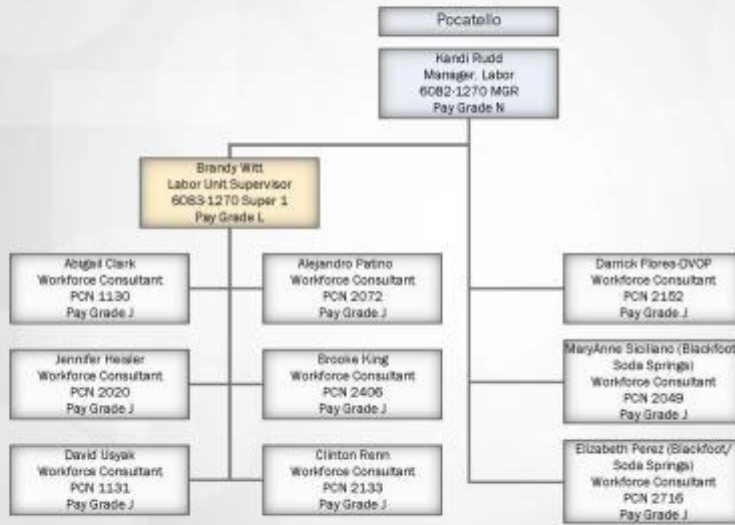 Pocatello
Kandi Rudd
Manager, Labor
6082-1270 MGR
Pay Grade N
Brandy Witt
Labor Unit Supervisor
6083-1270 Super 1
Pay Grade L
Abigail Clark
Workforce Consultant
PCN 1130
Pay Grade J
Alejandro Patino
Workforce Consultant
PCN 2072
Pay Grade J
Darrick Flores-DVOP
Workforce Consultant
PCN 2152
Pay Grade J
Jennifer Heisler
Workforce Consultant
PCN 2020
Pay Grade J
Brooke King
Workforce Consultant
PCN 2406
Pay Grade J
MaryAnne Siciliano (Blackfoot
Soda Springs)
Workforce Consultant
PCN 2049
Pay Grade J
David Usyak
Workforce Consultant
PCN 1131
Pay Grade J
Clinton Renn
Workforce Consultant
PCN 2133
Pay Grade J
Elizabeth Perez (Blackfoot/
Soda Springs)
Workforce Consultant
PCN 2716
Pay Grade J